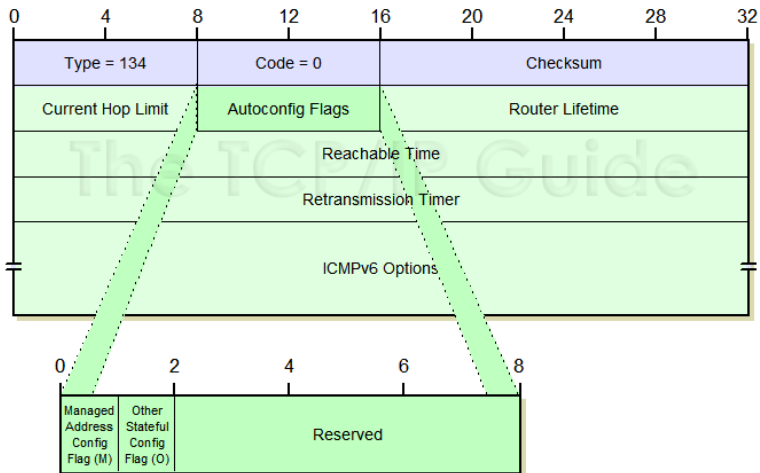 0 4 8 12 16 20 24 28 32
Type = 134 Code = 0 Checksum
Current Hop Limit Autoconfig Flags Router Lifetime
Reachable Time
The TCP/IP Guide
Retransmission Timer
ICMPv6 Options
0 2 4 6 8
Managed
Address
Config
Flag (M)
Other
Stateful
Config
Flag (O)
Reserved